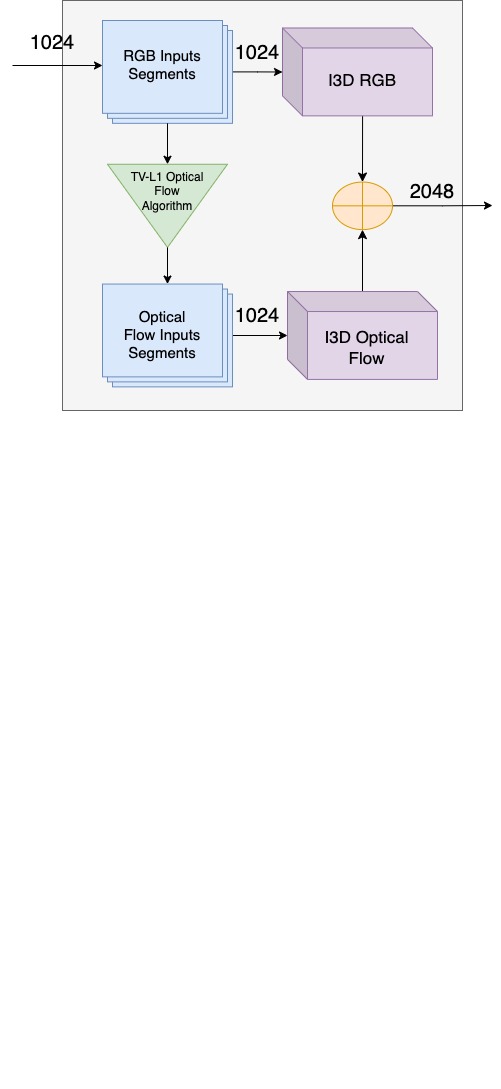 1024
RGB Inputs
Segments
1024
I3D RGB
TV-L1 Optical
Flow
Algorithm
2048
Optical
Flow Inputs
Segments
1024
I3D Optical
Flow